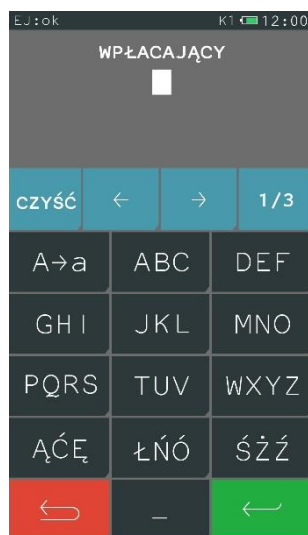 EJ:ok K1 12:00
WPŁACAJĄCY
CZYŚĆ ← → 1/3
A→a ABC DEF
GHI JKL MNO
PQRS TUV WXYZ
ĄĆĘ ŁŃÓ ŚŻŹ
_